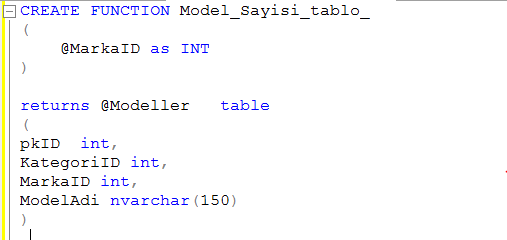 CREATE FUNCTION Model_Sayisi_tablo_
(
@MarkaID as INT
)
returns @Modeller table
(
pkID int,
KategoriID int,
MarkaID int,
ModelAdi nvarchar(150)
)